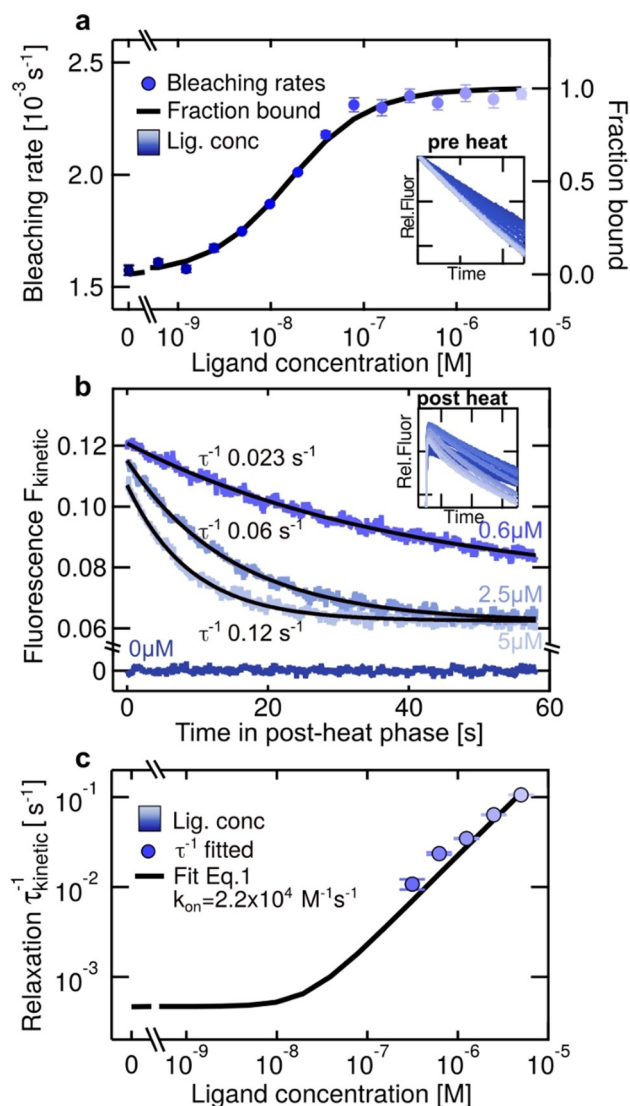 a
Bleaching rate [10⁻³ s⁻¹]
2.5
2.0
1.5
Bleaching rates
Fraction bound
Lig. conc
pre heat
Rel.Fluor
Time
1.0
0.5
0.0
Fraction bound
0
10⁻⁹
10⁻⁸
10⁻⁷
10⁻⁶
10⁻⁵
Ligand concentration [M]
b
Fluorescence F_kinetic
0.12
0.10
0.08
0.06
0
τ⁻¹ 0.023 s⁻¹
τ⁻¹ 0.06 s⁻¹
τ⁻¹ 0.12 s⁻¹
post heat
Rel.Fluor
Time
0.6μM
2.5μM
5μM
0μM
0
20
40
60
Time in post-heat phase [s]
c
Relaxation τ⁻¹_kinetic [ s⁻¹]
10⁻¹
10⁻²
10⁻³
Lig. conc
τ⁻¹ fitted
Fit Eq.1
k_on=2.2x10⁴ M⁻¹s⁻¹
0
10⁻⁹
10⁻⁸
10⁻⁷
10⁻⁶
10⁻⁵
Ligand concentration [M]